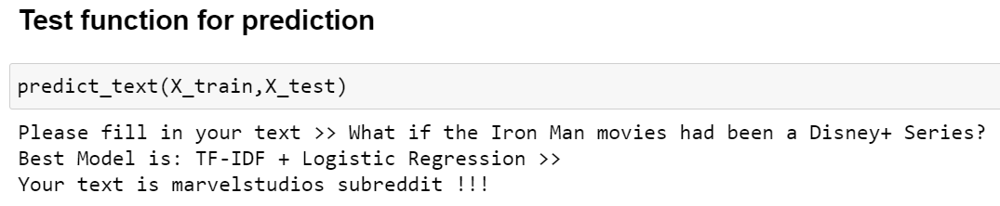 Test function for prediction
predict_text(X_train,X_test)
Please fill in your text >> What if the Iron Man movies had been a Disney+ Series?
Best Model is: TF-IDF + Logistic Regression >>
Your text is marvelstudios subreddit !!!